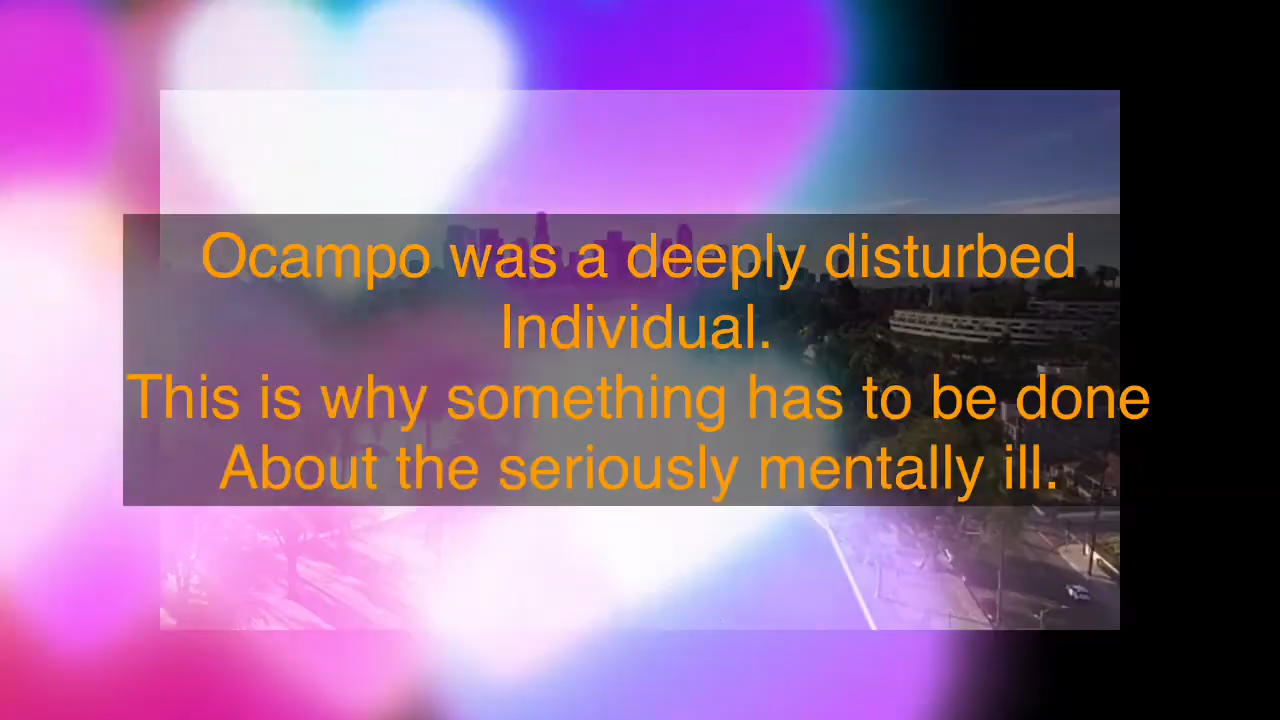 Ocampo was a deeply disturbed
Individual.
This is why something has to be done
About the seriously mentally ill.